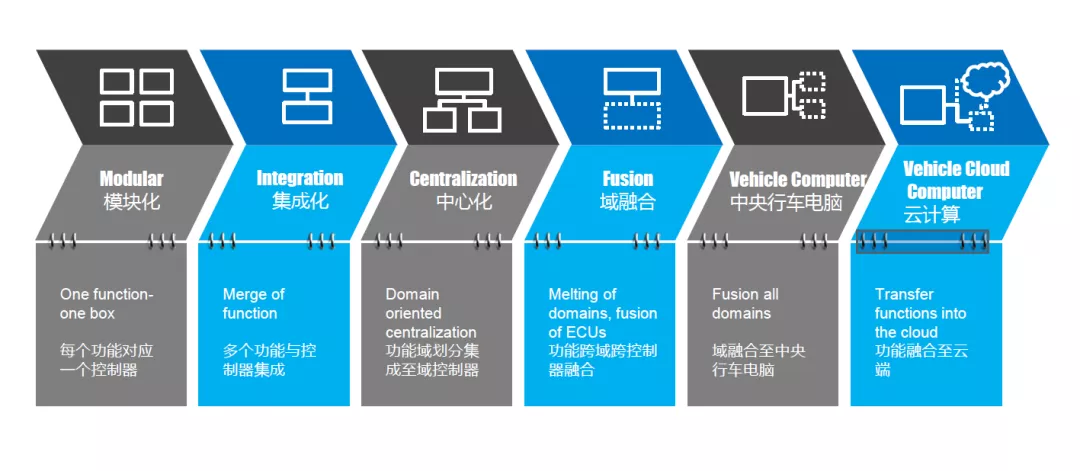 Modular
模块化
One function-
one box
每个功能对应
一个控制器
Integration
集成化
Merge of
function
多个功能与控
制器集成
Centralization
中心化
Domain
oriented
centralization
功能域划分集
成至域控制器
Fusion
域融合
Melting of
domains, fusion
of ECUs
功能跨域跨控制
器融合
Vehicle Computer
中央行车电脑
Fusion all
domains
域融合至中央
行车电脑
Vehicle Cloud
Computer
云计算
Transfer
functions into
the cloud
功能融合至云
端